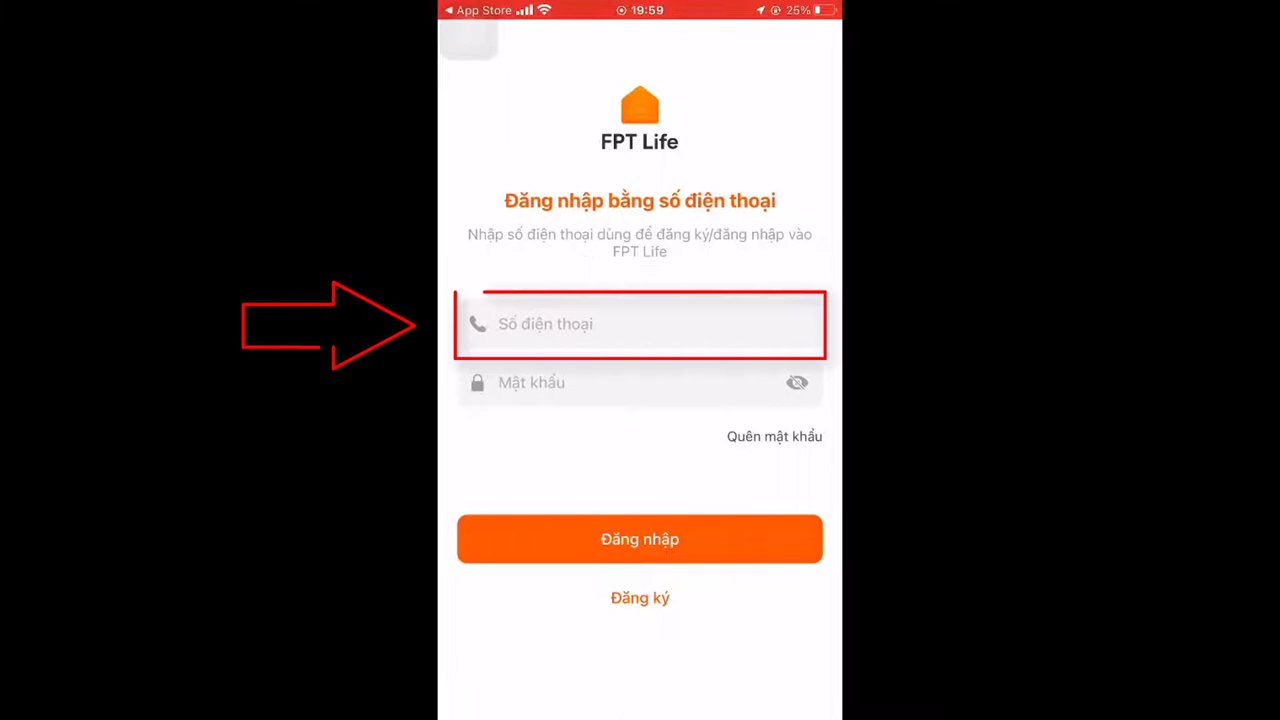 App Store 19:59 25%
FPT Life
Đăng nhập bằng số điện thoại
Nhập số điện thoại dùng để đăng ký/đăng nhập vào
FPT Life
Số điện thoại
Mật khẩu
Quên mật khẩu
Đăng nhập
Đăng ký